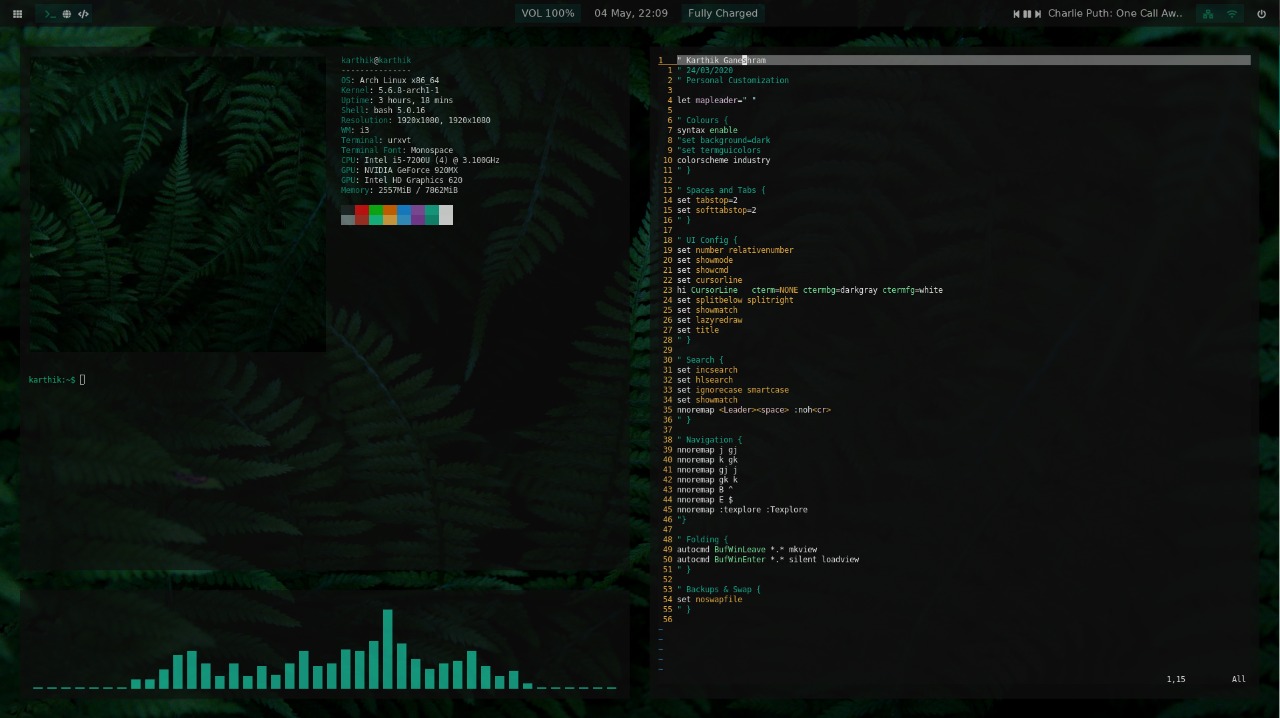 >_ </>
VOL 100% 04 May, 22:09 Fully Charged
Charlie Puth: One Call Aw..
karthik@karthik
---------------
OS: Arch Linux x86_64
Kernel: 5.6.8-arch1-1
Uptime: 3 hours, 18 mins
Shell: bash 5.0.16
Resolution: 1920x1080, 1920x1080
WM: i3
Terminal: urxvt
Terminal Font: Monospace
CPU: Intel i5-7200U (4) @ 3.100GHz
GPU: NVIDIA GeForce 920MX
GPU: Intel HD Graphics 620
Memory: 2557MiB / 7862MiB
karthik:~$
1 " Karthik Ganeshram
1 " 24/03/2020
2 " Personal Customization
3
4 let mapleader=" "
5
6 " Colours {
7 syntax enable
8 "set background=dark
9 "set termguicolors
10 colorscheme industry
11 " }
12
13 " Spaces and Tabs {
14 set tabstop=2
15 set softtabstop=2
16 " }
17
18 " UI Config {
19 set number relativenumber
20 set showmode
21 set showcmd
22 set cursorline
23 hi CursorLine   cterm=NONE ctermbg=darkgray ctermfg=white
24 set splitbelow splitright
25 set showmatch
26 set lazyredraw
27 set title
28 " }
29
30 " Search {
31 set incsearch
32 set hlsearch
33 set ignorecase smartcase
34 set showmatch
35 nnoremap <Leader><space> :noh<cr>
36 " }
37
38 " Navigation {
39 nnoremap j gj
40 nnoremap k gk
41 nnoremap gj j
42 nnoremap gk k
43 nnoremap B ^
44 nnoremap E $
45 nnoremap :texplore :Texplore
46 "}
47
48 " Folding {
49 autocmd BufWinLeave *.* mkview
50 autocmd BufWinEnter *.* silent loadview
51 " }
52
53 " Backups & Swap {
54 set noswapfile
55 " }
56
~
~
~
~
~
1,15 All